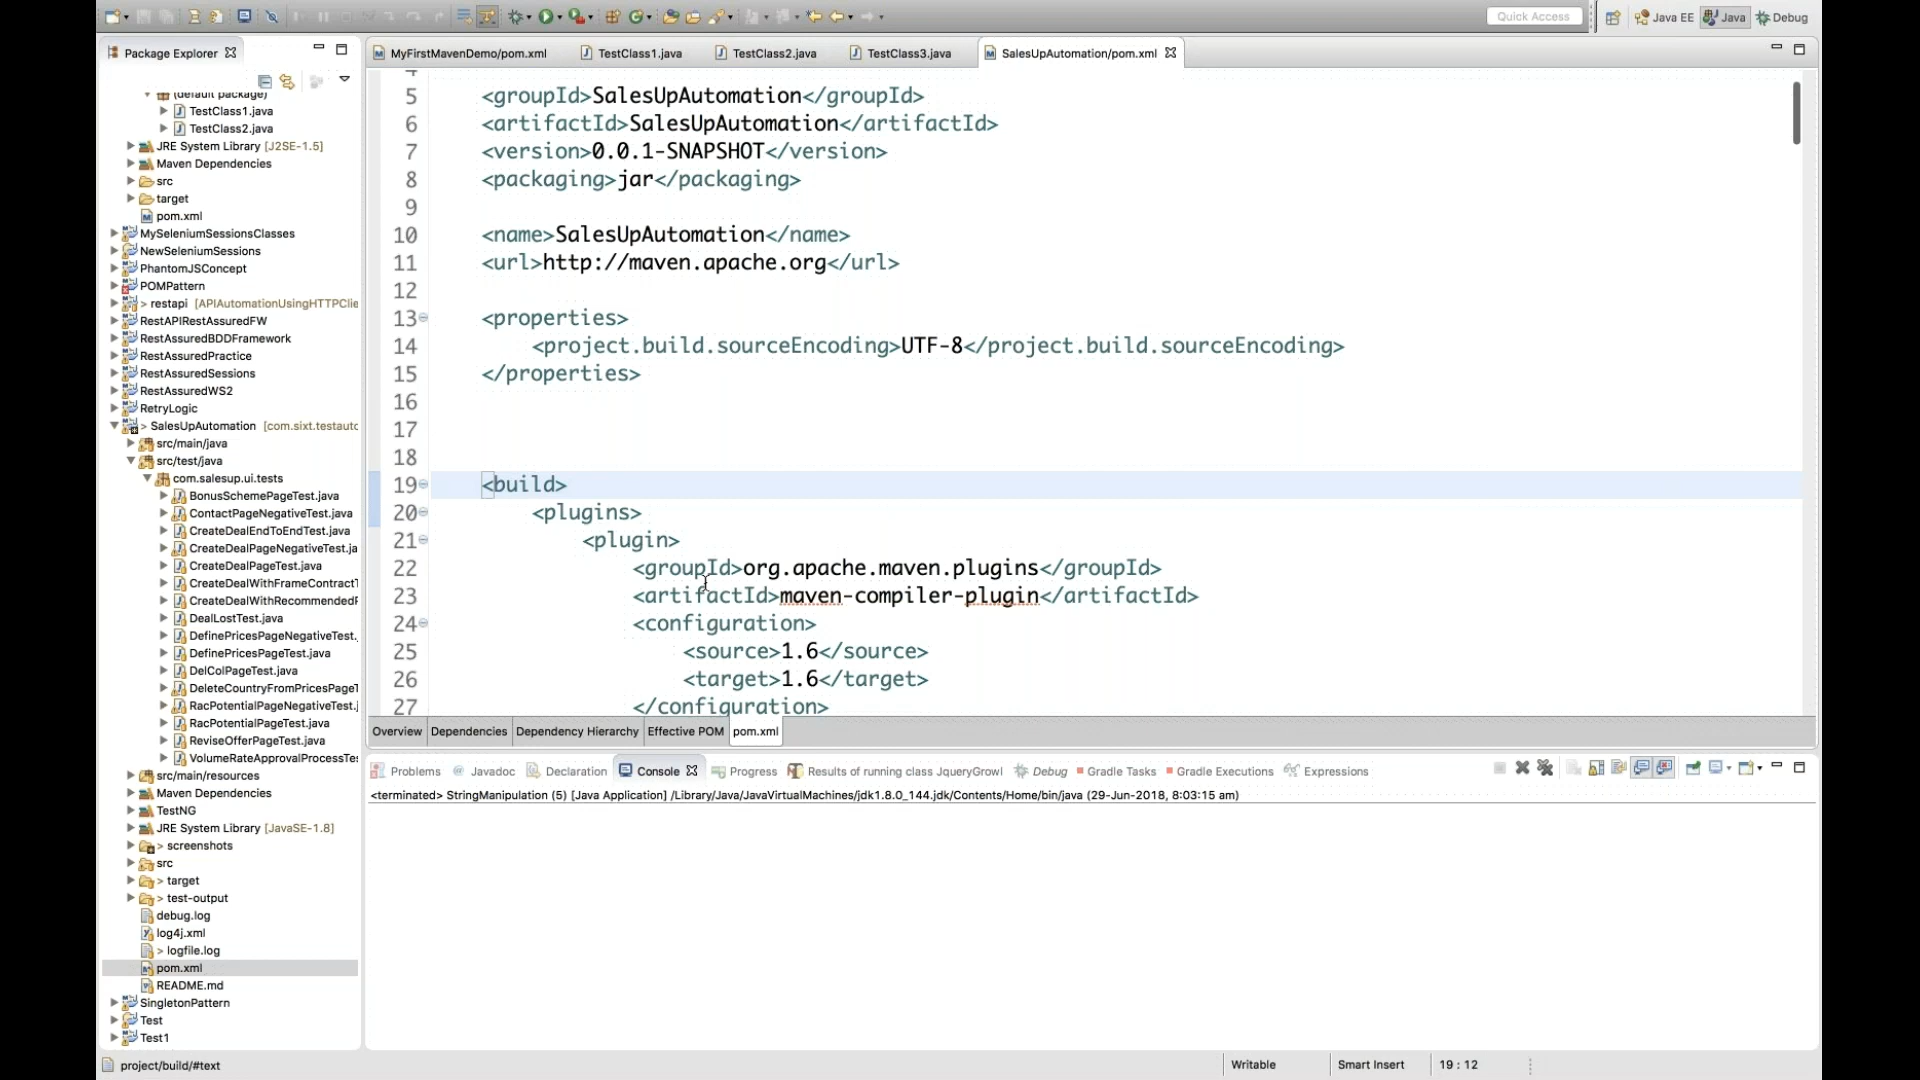 Quick Access
Java EE
Java
Debug
Package Explorer
MyFirstMavenDemo/pom.xml
TestClass1.java
TestClass2.java
TestClass3.java
SalesUpAutomation/pom.xml
(default package)
TestClass1.java
TestClass2.java
JRE System Library [J2SE-1.5]
Maven Dependencies
src
target
pom.xml
MySeleniumSessionsClasses
NewSeleniumSessions
PhantomJSConcept
POMPattern
> restapi [APIAutomationUsingHTTPClie
RestAPIRestAssuredFW
RestAssuredBDDFramework
RestAssuredPractice
RestAssuredSessions
RestAssuredWS2
RetryLogic
> SalesUpAutomation [com.sixt.testauto
src/main/java
src/test/java
com.salesup.ui.tests
BonusSchemePageTest.java
ContactPageNegativeTest.java
CreateDealEndToEndTest.java
CreateDealPageNegativeTest.ja
CreateDealPageTest.java
CreateDealWithFrameContractT
CreateDealWithRecommendedP
DealLostTest.java
DefinePricesPageNegativeTest.
DefinePricesPageTest.java
DelColPageTest.java
DeleteCountryFromPricesPageT
RacPotentialPageNegativeTest.j
RacPotentialPageTest.java
ReviseOfferPageTest.java
VolumeRateApprovalProcessTe
src/main/resources
Maven Dependencies
TestNG
JRE System Library [JavaSE-1.8]
> screenshots
src
> target
> test-output
debug.log
log4j.xml
> logfile.log
pom.xml
README.md
SingletonPattern
Test
Test1
4
5 <groupId>SalesUpAutomation</groupId>
6 <artifactId>SalesUpAutomation</artifactId>
7 <version>0.0.1-SNAPSHOT</version>
8 <packaging>jar</packaging>
9
10 <name>SalesUpAutomation</name>
11 <url>http://maven.apache.org</url>
12
13 <properties>
14 <project.build.sourceEncoding>UTF-8</project.build.sourceEncoding>
15 </properties>
16
17
18
19 <build>
20 <plugins>
21 <plugin>
22 <groupId>org.apache.maven.plugins</groupId>
23 <artifactId>maven-compiler-plugin</artifactId>
24 <configuration>
25 <source>1.6</source>
26 <target>1.6</target>
27 </configuration>
Overview
Dependencies
Dependency Hierarchy
Effective POM
pom.xml
Problems
Javadoc
Declaration
Console
Progress
Results of running class JqueryGrowl
Debug
Gradle Tasks
Gradle Executions
Expressions
<terminated> StringManipulation (5) [Java Application] /Library/Java/JavaVirtualMachines/jdk1.8.0_144.jdk/Contents/Home/bin/java (29-Jun-2018, 8:03:15 am)
project/build/#text
Writable
Smart Insert
19 : 12